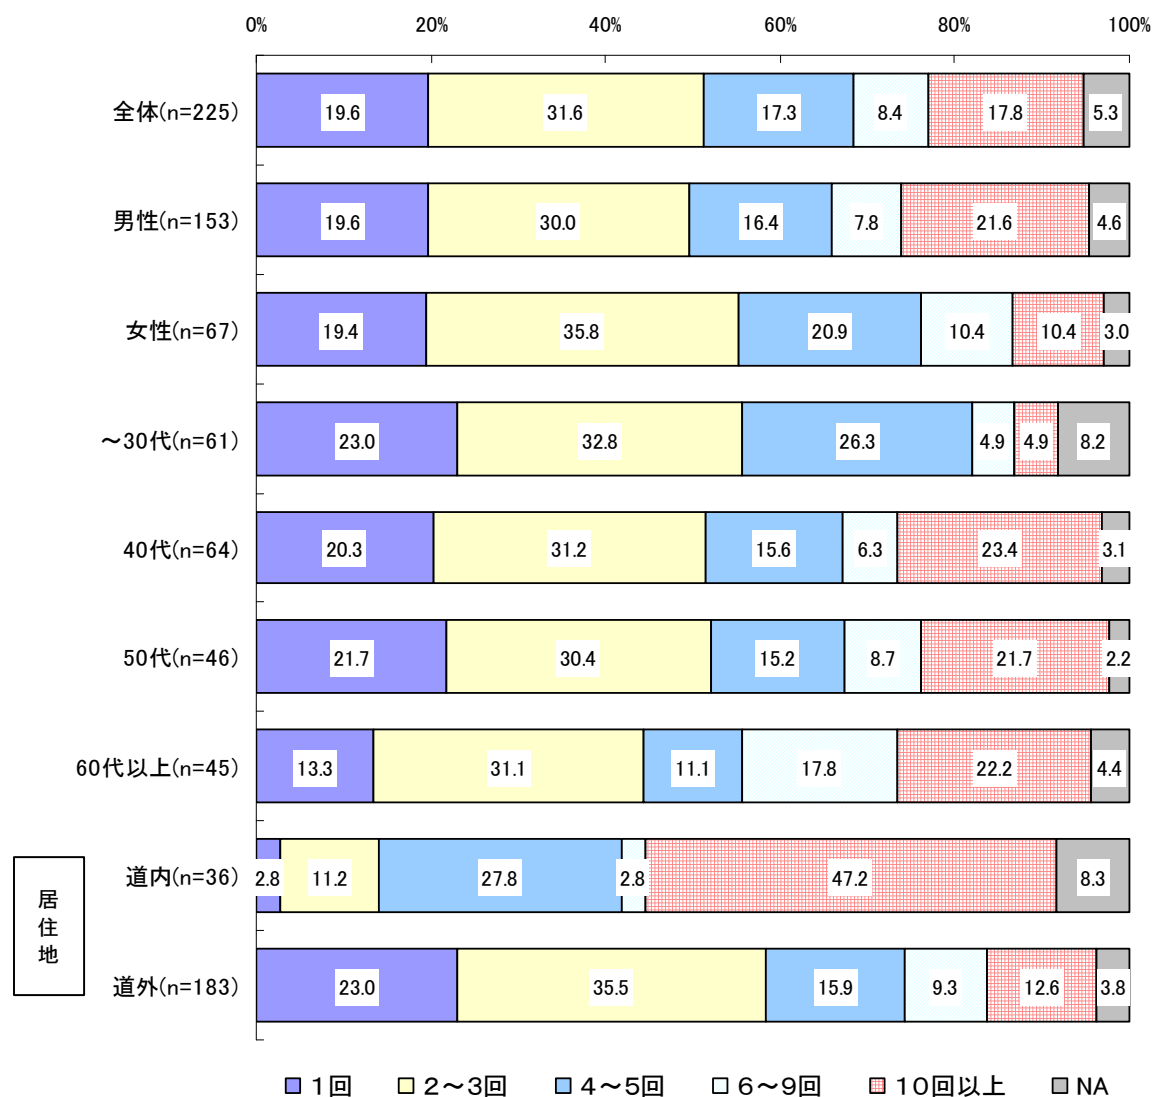 0% 20% 40% 60% 80% 100%
全体(n=225) 19.6 31.6 17.3 8.4 17.8 5.3
男性(n=153) 19.6 30.0 16.4 7.8 21.6 4.6
女性(n=67) 19.4 35.8 20.9 10.4 10.4 3.0
～30代(n=61) 23.0 32.8 26.3 4.9 4.9 8.2
40代(n=64) 20.3 31.2 15.6 6.3 23.4 3.1
50代(n=46) 21.7 30.4 15.2 8.7 21.7 2.2
60代以上(n=45) 13.3 31.1 11.1 17.8 22.2 4.4
居住地
道内(n=36) 2.8 11.2 27.8 2.8 47.2 8.3
道外(n=183) 23.0 35.5 15.9 9.3 12.6 3.8
１回 ２～３回 ４～５回 ６～９回 １０回以上 NA